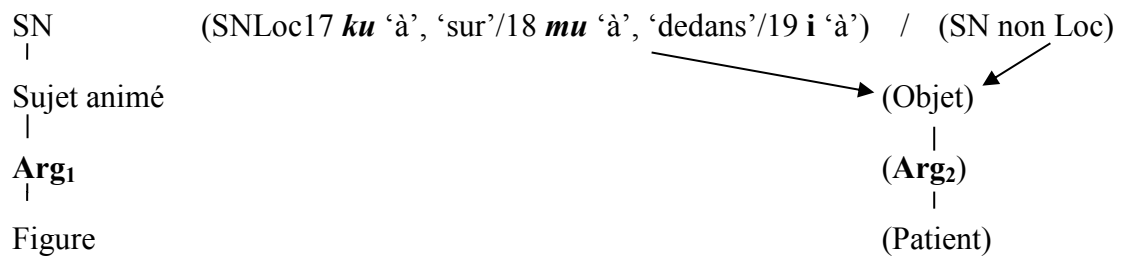 SN (SNLoc17 ku ‘à’, ‘sur’/18 mu ‘à’, ‘dedans’/19 i ‘à’) / (SN non Loc)
Sujet animé (Objet)
Arg₁ (Arg₂)
Figure (Patient)